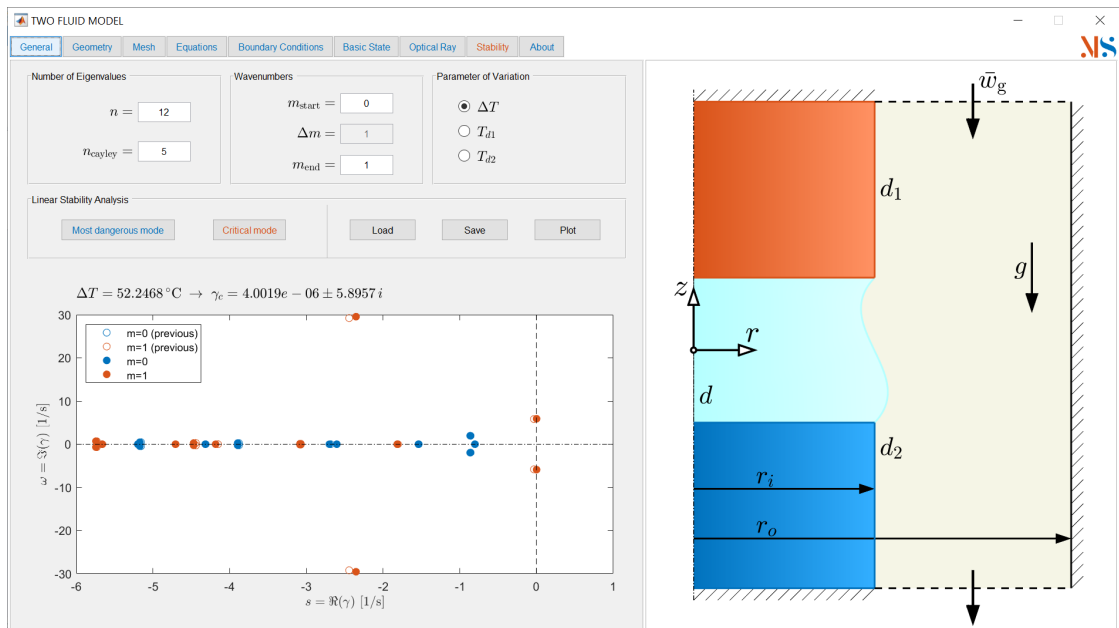 TWO FLUID MODEL
General Geometry Mesh Equations Boundary Conditions Basic State Optical Ray Stability About
MS
Number of Eigenvalues
n = 12
n_cayley = 5
Wavenumbers
m_start = 0
Δm = 1
m_end = 1
Parameter of Variation
ΔT
T_d1
T_d2
Linear Stability Analysis
Most dangerous mode Critical mode Load Save Plot
ΔT = 52.2468 °C → γ_c = 4.0019e − 06 ± 5.8957 i
m=0 (previous)
m=1 (previous)
m=0
m=1
30
20
10
0
-10
-20
-30
ω = ℑ(γ) [1/s]
-6 -5 -4 -3 -2 -1 0
s = ℜ(γ) [1/s]
w̄_g
d_1
g
z
r
d
d_2
r_i
r_o